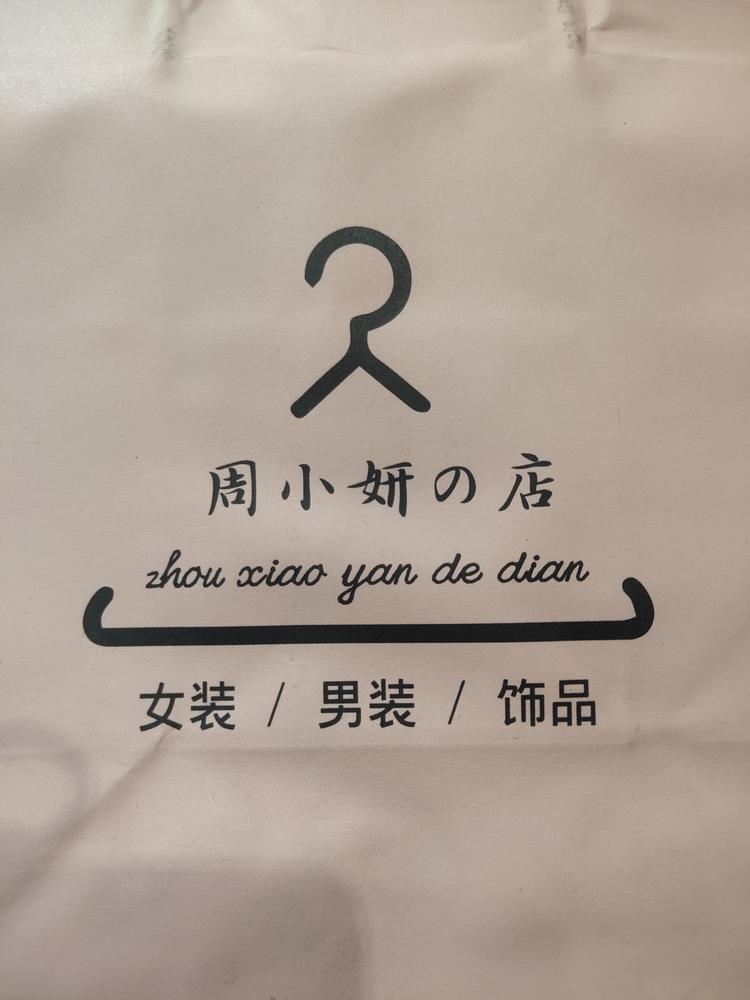 周小妍の店
zhou xiao yan de dian
女装 / 男装 / 饰品